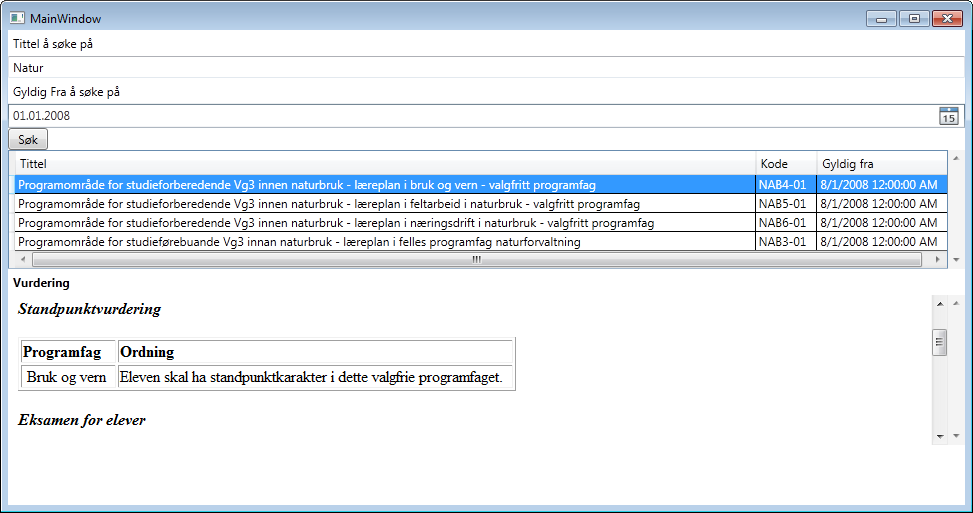 MainWindow
Tittel å søke på
Natur
Gyldig Fra å søke på
01.01.2008 15
Søk
Tittel Kode Gyldig fra
Programområde for studieforberedende Vg3 innen naturbruk - læreplan i bruk og vern - valgfritt programfag NAB4-01 8/1/2008 12:00:00 AM
Programområde for studieforberedende Vg3 innen naturbruk - læreplan i feltarbeid i naturbruk - valgfritt programfag NAB5-01 8/1/2008 12:00:00 AM
Programområde for studieforberedende Vg3 innen naturbruk - læreplan i næringsdrift i naturbruk - valgfritt programfag NAB6-01 8/1/2008 12:00:00 AM
Programområde for studieførebuande Vg3 innan naturbruk - læreplan i felles programfag naturforvaltning NAB3-01 8/1/2008 12:00:00 AM
Vurdering
Standpunktvurdering
Programfag Ordning
Bruk og vern Eleven skal ha standpunktkarakter i dette valgfrie programfaget.
Eksamen for elever